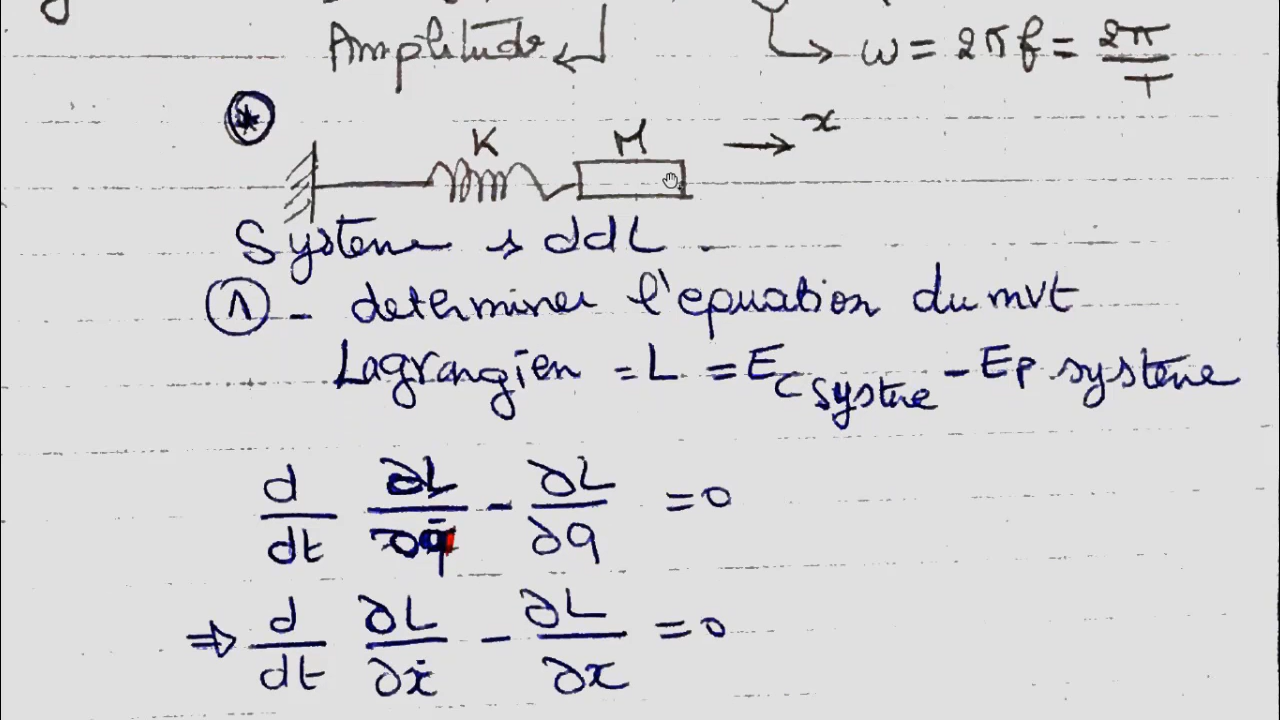 Amplitude ω = 2πf = 2π/T
K M x
Système 1 ddL.
1 - determiner l'equation du mvt
Lagrangien = L = Ec système - Ep système
d/dt ∂L/∂q̇ - ∂L/∂q = 0
⇒ d/dt ∂L/∂ẋ - ∂L/∂x = 0